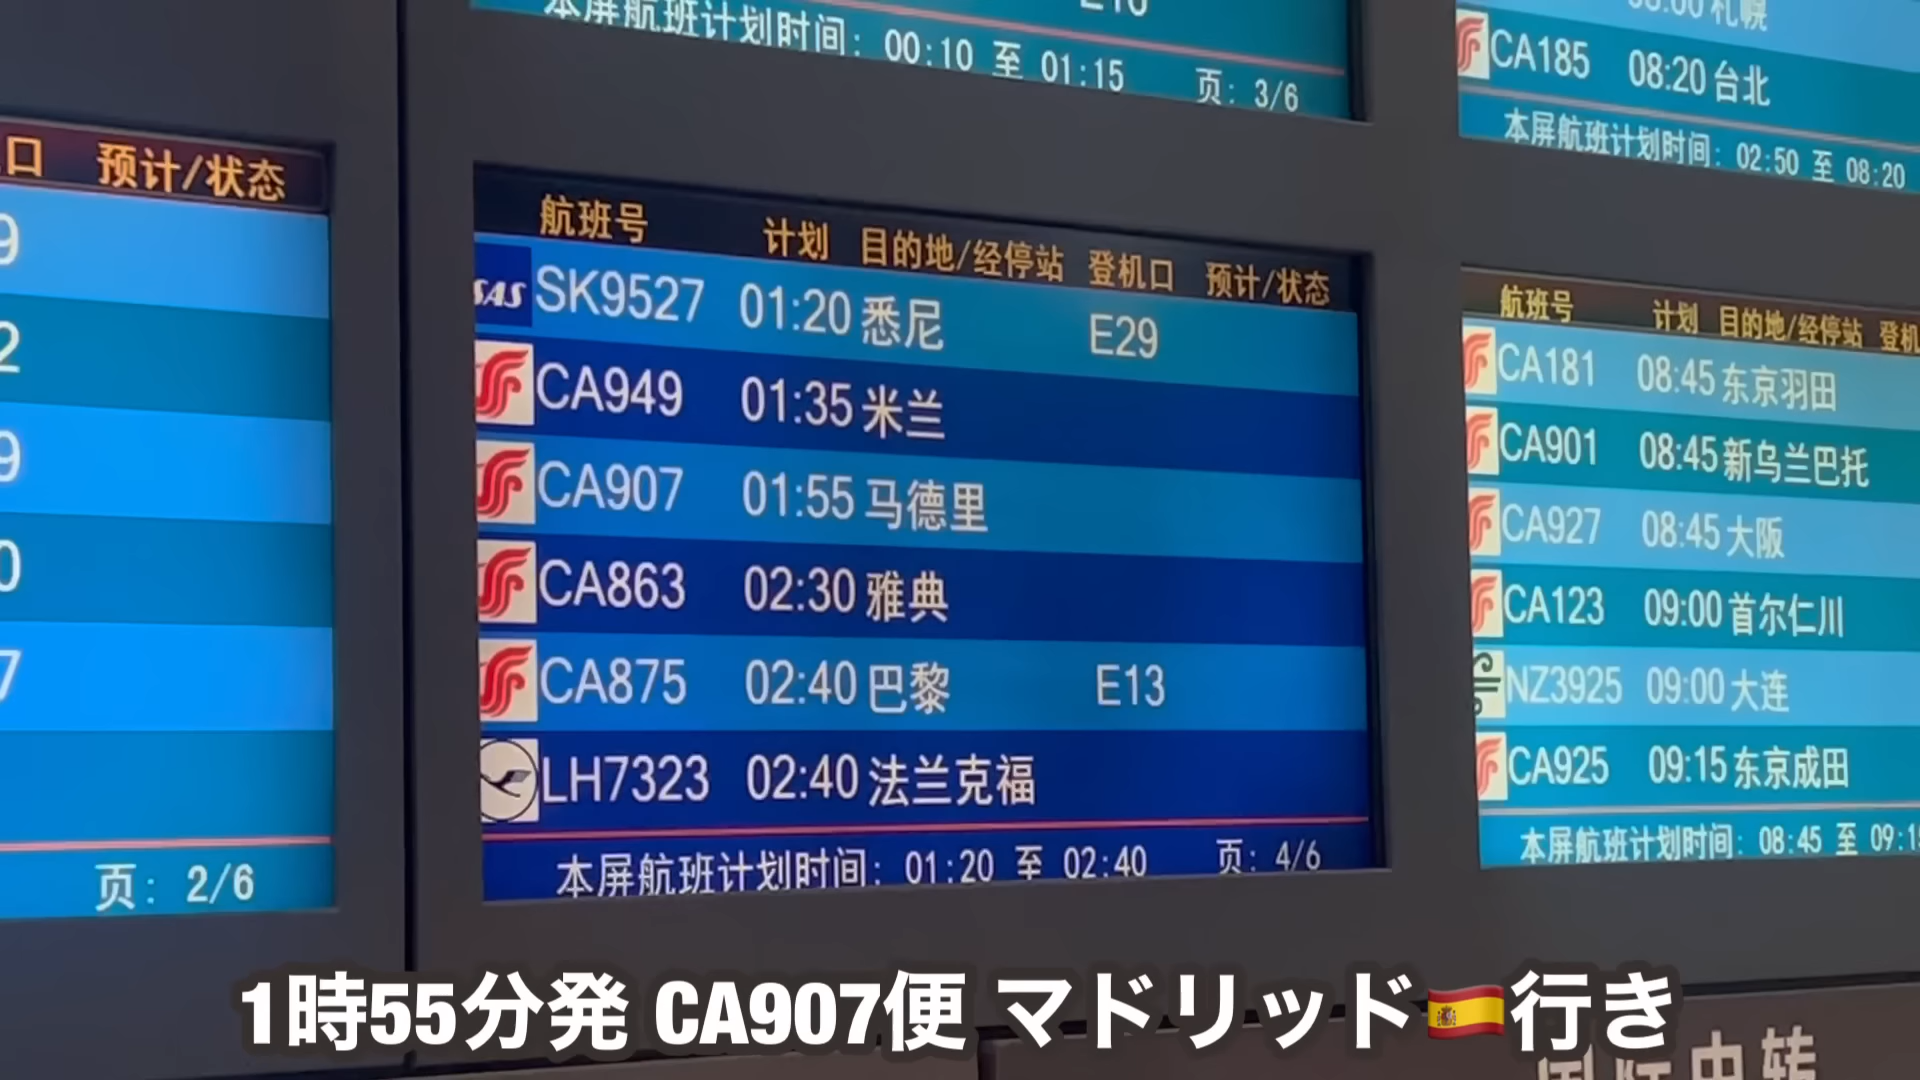 本屏航班计划时间: 00:10 至 01:15 页: 3/6
CA185 08:20 台北
本屏航班计划时间: 02:50 至 08:20
口 预计/状态
9
2
9
0
7
页: 2/6
航班号 计划 目的地/经停站 登机口 预计/状态
SAS SK9527 01:20 悉尼 E29
CA949 01:35 米兰
CA907 01:55 马德里
CA863 02:30 雅典
CA875 02:40 巴黎 E13
LH7323 02:40 法兰克福
本屏航班计划时间: 01:20 至 02:40 页: 4/6
航班号 计划 目的地/经停站 登机
CA181 08:45 东京羽田
CA901 08:45 新乌兰巴托
CA927 08:45 大阪
CA123 09:00 首尔仁川
NZ3925 09:00 大连
CA925 09:15 东京成田
本屏航班计划时间: 08:45 至 09:15
1時55分発 CA907便 マドリッド🇪🇸行き